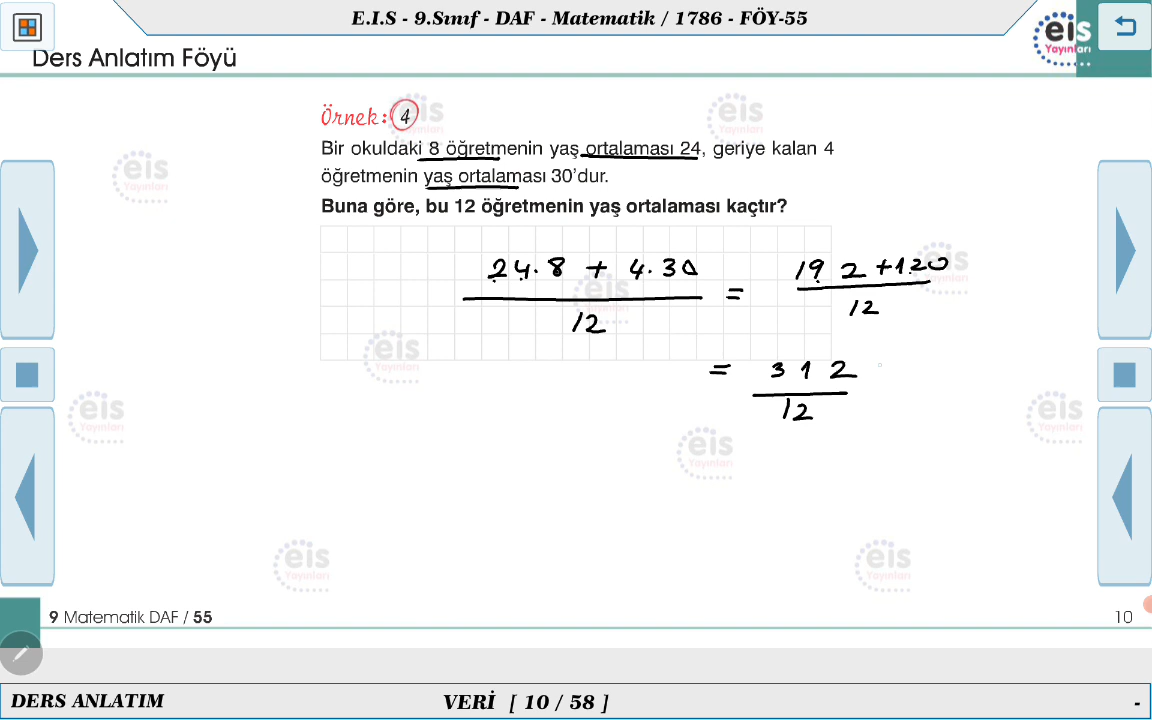 E.I.S - 9.Sınıf - DAF - Matematik / 1786 - FÖY-55
eis
Yayınları
Ders Anlatım Föyü
Örnek: 4
Bir okuldaki 8 öğretmenin yaş ortalaması 24, geriye kalan 4
öğretmenin yaş ortalaması 30'dur.
Buna göre, bu 12 öğretmenin yaş ortalaması kaçtır?
24.8 + 4.30
12
=
192+120
12
= 312
12
9 Matematik DAF / 55
10
DERS ANLATIM
VERİ [ 10 / 58 ]
-